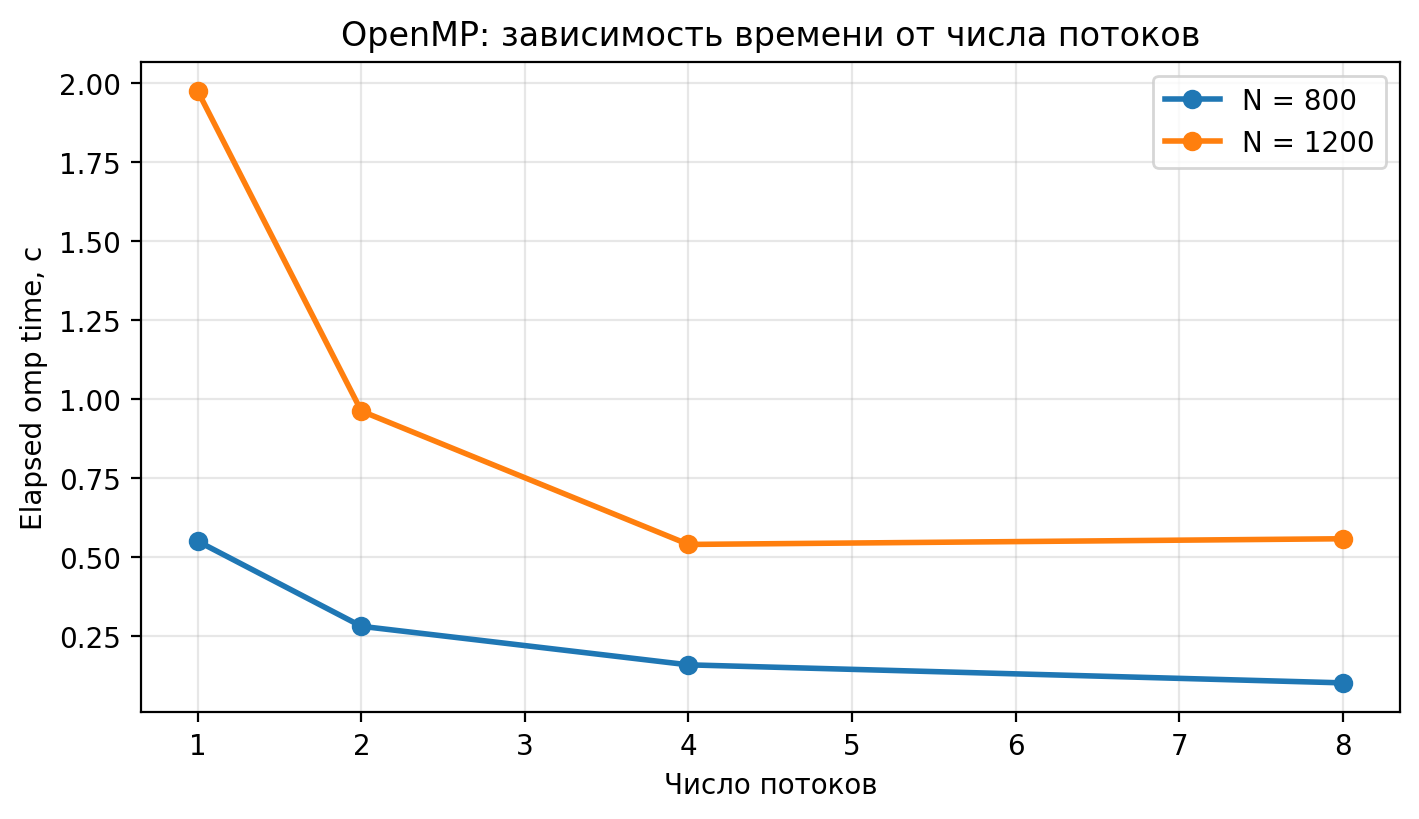 OpenMP: зависимость времени от числа потоков
N = 800
N = 1200
Elapsed omp time, с
2.00
1.75
1.50
1.25
1.00
0.75
0.50
0.25
1 2 3 4 5 6 7 8
Число потоков